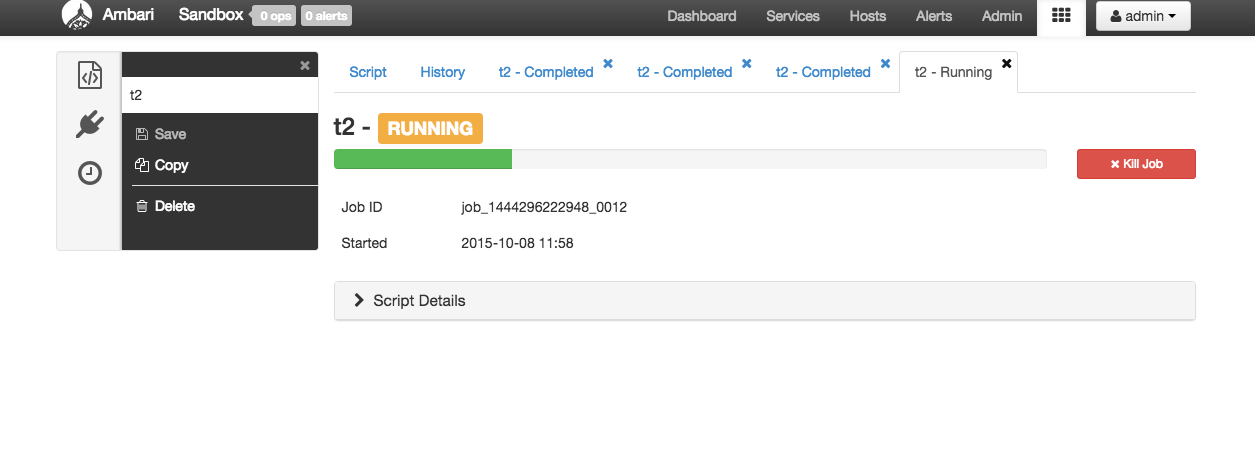 Ambari Sandbox 0 ops 0 alerts Dashboard Services Hosts Alerts Admin admin
Script History t2 - Completed t2 - Completed t2 - Completed t2 - Running
t2
Save
Copy
Delete
t2 - RUNNING
Kill Job
Job ID job_1444296222948_0012
Started 2015-10-08 11:58
Script Details